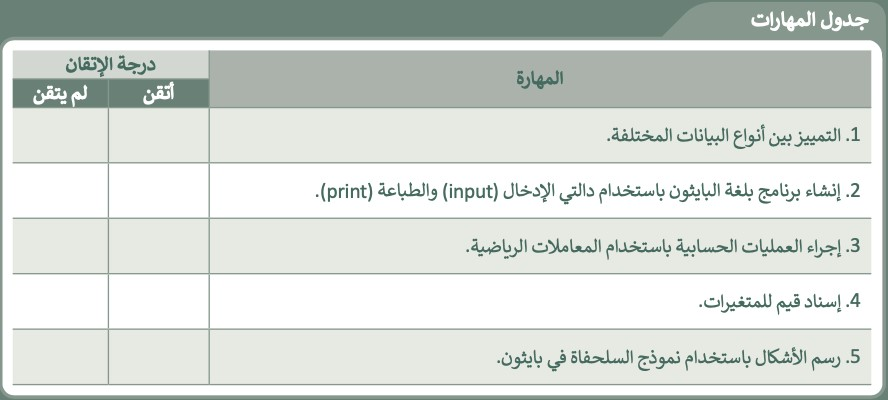 جدول المهارات
المهارة
درجة الإتقان
أتقن
لم يتقن
1. التمييز بين أنواع البيانات المختلفة.
2. إنشاء برنامج بلغة البايثون باستخدام دالتي الإدخال (input) والطباعة (print).
3. إجراء العمليات الحسابية باستخدام المعاملات الرياضية.
4. إسناد قيم للمتغيرات.
5. رسم الأشكال باستخدام نموذج السلحفاة في بايثون.